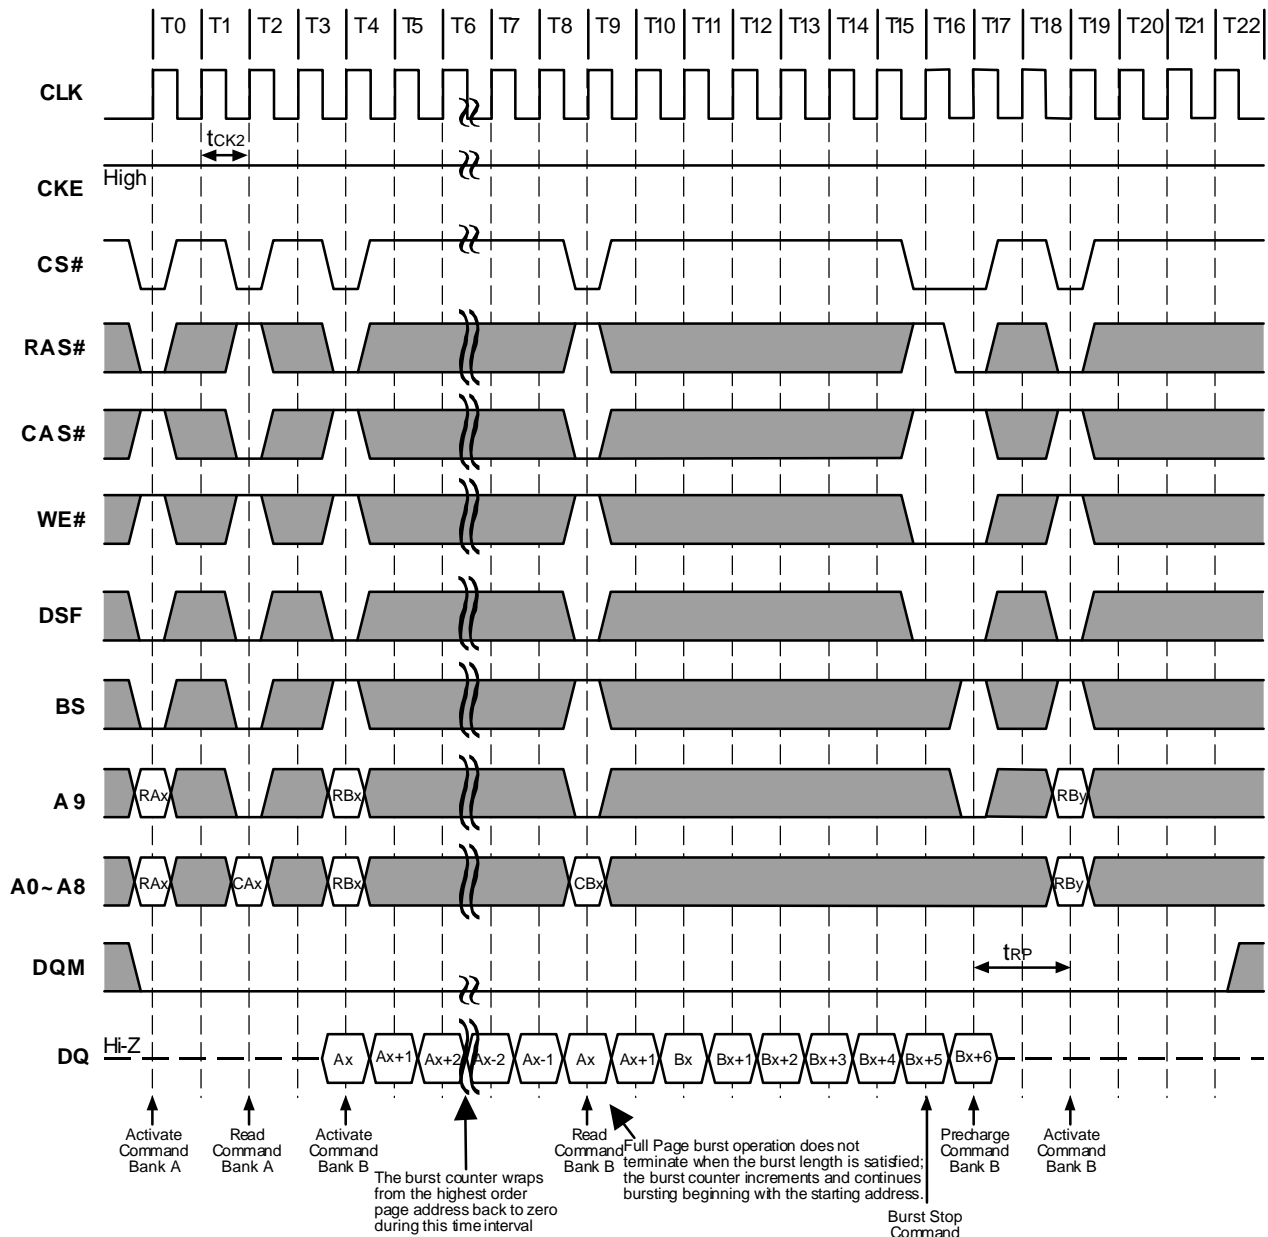 T0 T1 T2 T3 T4 T5 T6 T7 T8 T9 T10 T11 T12 T13 T14 T15 T16 T17 T18 T19 T20 T21 T22
CLK
tCK2
High
CKE
CS#
RAS#
CAS#
WE#
DSF
BS
A9 RAx RBx RBy
A0~A8 RAx CAx RBx CBx RBy
DQM
tRP
DQ Hi-Z Ax Ax+1 Ax+2 Ax-2 Ax-1 Ax Ax+1 Bx Bx+1 Bx+2 Bx+3 Bx+4 Bx+5 Bx+6
Activate
Command
Bank A
Read
Command
Bank A
Activate
Command
Bank B
The burst counter wraps
from the highest order
page address back to zero
during this time interval
Read
Command
Bank B
Full Page burst operation does not
terminate when the burst length is satisfied;
the burst counter increments and continues
bursting beginning with the starting address.
Burst Stop
Command
Precharge
Command
Bank B
Activate
Command
Bank B